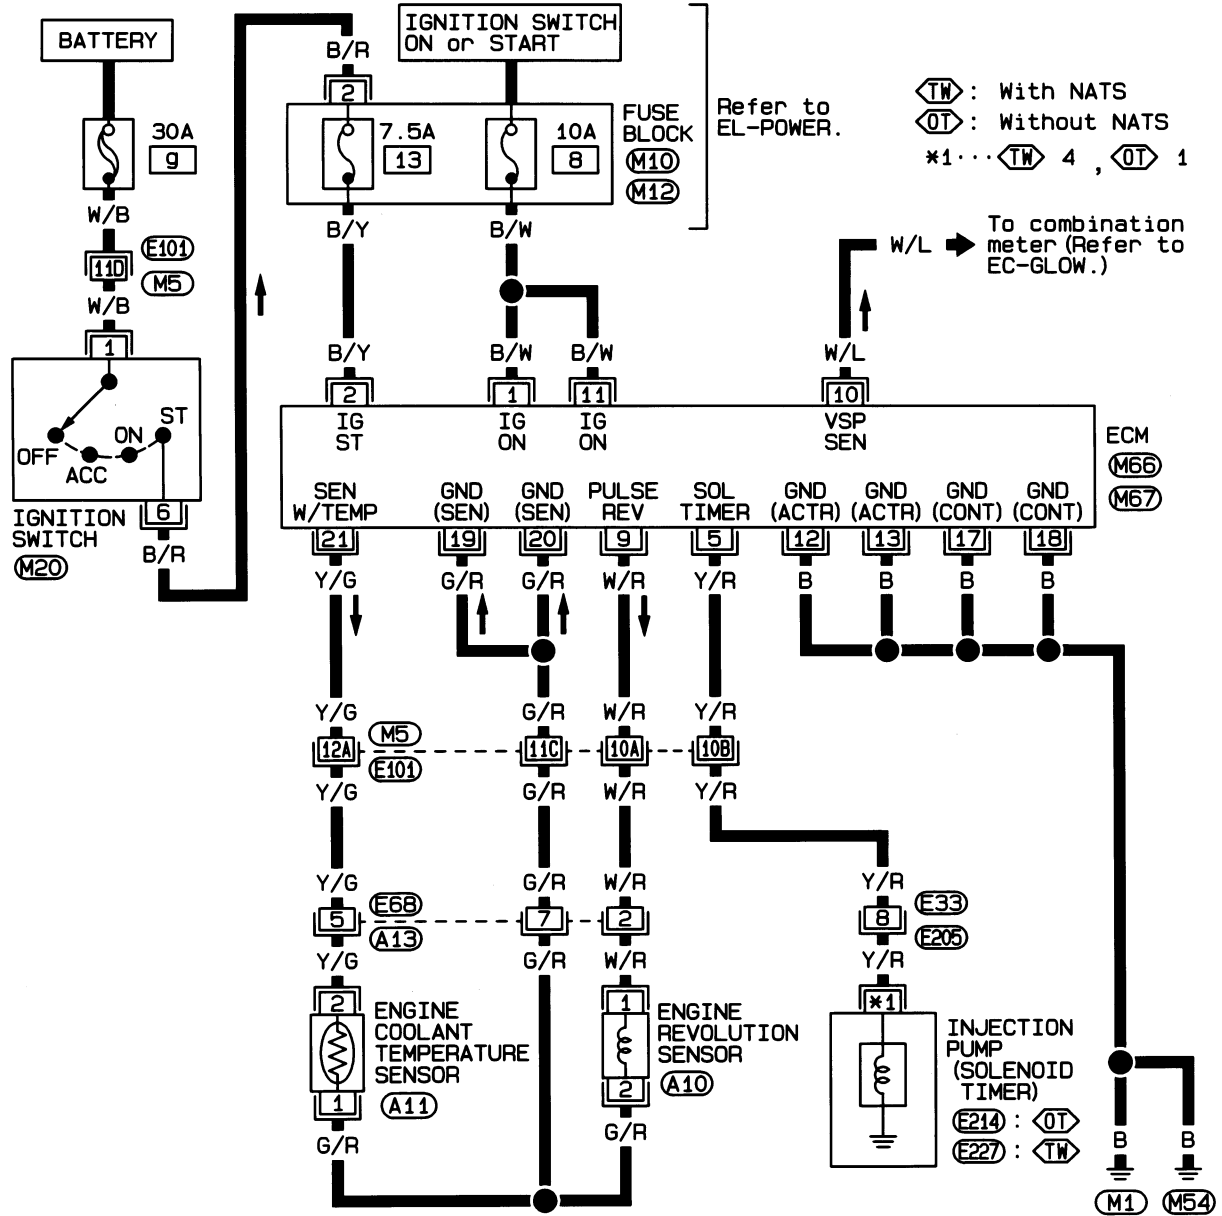 BATTERY
30A
g
W/B
11D
E101
M5
W/B
1
OFF
ACC
ON
ST
6
IGNITION
SWITCH
M20
B/R
B/R
2
IGNITION SWITCH
ON or START
7.5A
13
10A
8
FUSE
BLOCK
M10
M12
Refer to
EL-POWER.
TW : With NATS
OT : Without NATS
*1··· TW 4 , OT 1
B/Y
B/W
B/Y
B/W
B/W
W/L
W/L
To combination
meter (Refer to
EC-GLOW.)
2
1
11
10
IG
ST
IG
ON
IG
ON
VSP
SEN
ECM
M66
M67
SEN
W/TEMP
GND
(SEN)
GND
(SEN)
PULSE
REV
SOL
TIMER
GND
(ACTR)
GND
(ACTR)
GND
(CONT)
GND
(CONT)
21
19
20
9
5
12
13
17
18
Y/G
G/R
G/R
W/R
Y/R
B
B
B
B
Y/G
G/R
W/R
Y/R
12A
M5
E101
11C
10A
10B
Y/G
G/R
W/R
Y/R
Y/G
G/R
W/R
Y/R
5
E68
A13
7
2
8
E33
E205
Y/G
G/R
W/R
Y/R
2
ENGINE
COOLANT
TEMPERATURE
SENSOR
A11
1
G/R
1
ENGINE
REVOLUTION
SENSOR
A10
2
G/R
*1
INJECTION
PUMP
(SOLENOID
TIMER)
E214 : OT
E227 : TW
B
B
M1
M54